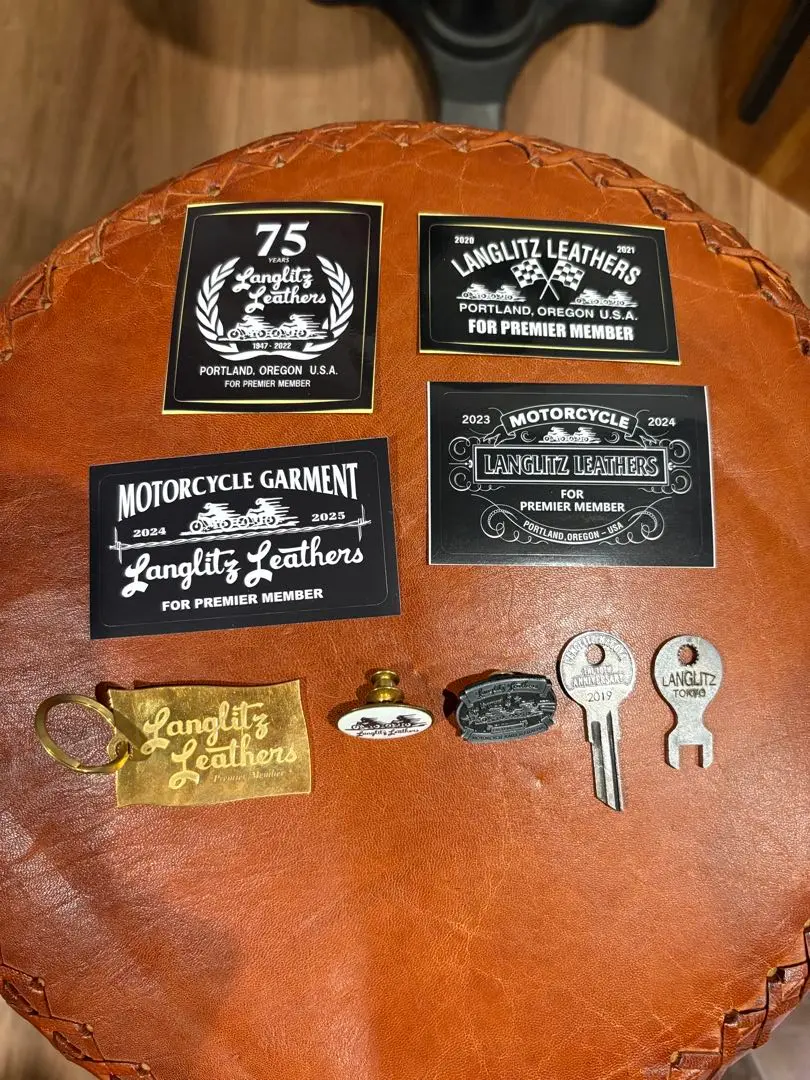 75
YEARS
Langlitz
Leathers
1947 - 2022
PORTLAND, OREGON U.S.A.
FOR PREMIER MEMBER
2020 2021
LANGLITZ LEATHERS
PORTLAND, OREGON U.S.A.
FOR PREMIER MEMBER
MOTORCYCLE GARMENT
2024 2025
Langlitz Leathers
FOR PREMIER MEMBER
2023 MOTORCYCLE 2024
LANGLITZ LEATHERS
FOR
PREMIER MEMBER
PORTLAND, OREGON - USA
Langlitz
Leathers
Premier Member
Langlitz Leathers
ANNIVERSARY
2019
LANGLITZ
TOKYO